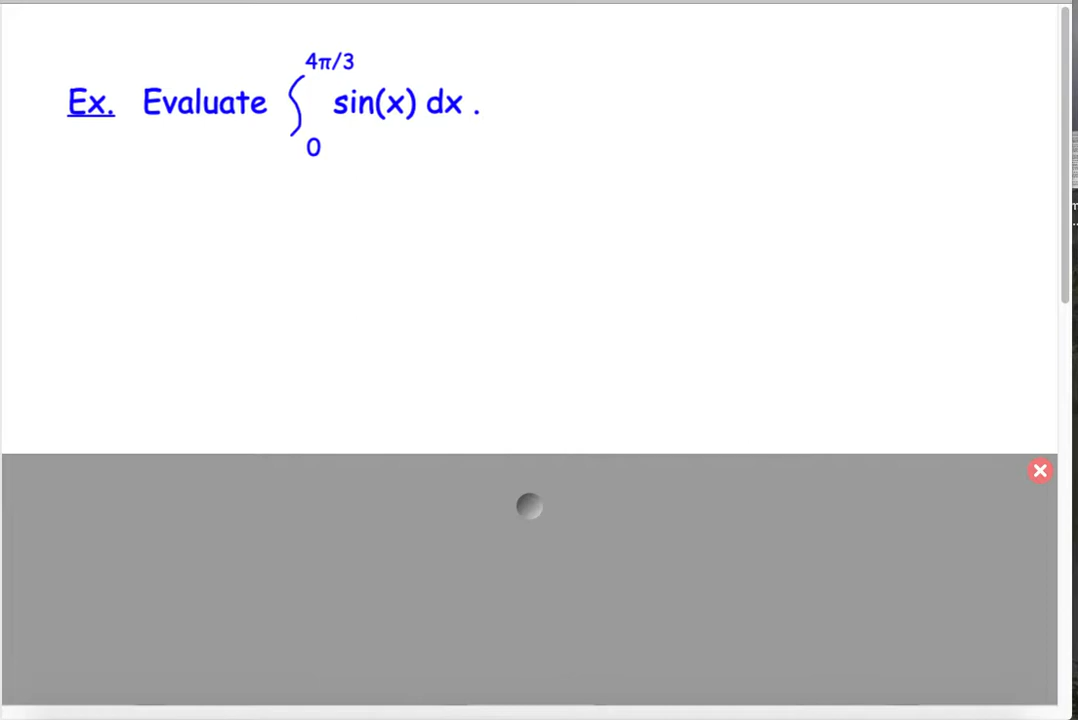 4π/3
Ex. Evaluate ∫ sin(x) dx .
0